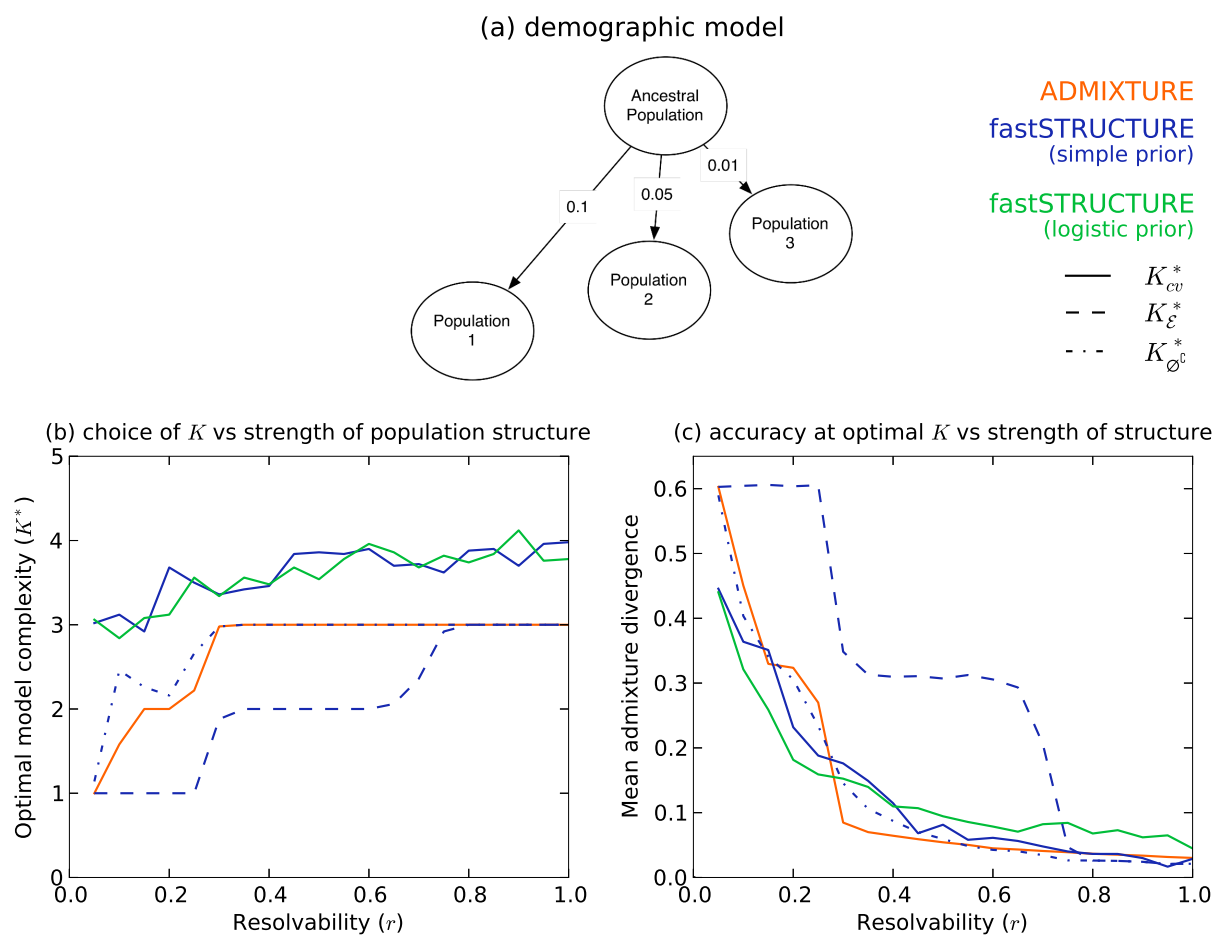 (a) demographic model
Ancestral
Population
0.1
0.05
0.01
Population
1
Population
2
Population
3
ADMIXTURE
fastSTRUCTURE
(simple prior)
fastSTRUCTURE
(logistic prior)
K*cv
K*ℰ
K*∅∁
(b) choice of K vs strength of population structure
5
4
3
2
1
0
0.0 0.2 0.4 0.6 0.8 1.0
Optimal model complexity (K*)
Resolvability (r)
(c) accuracy at optimal K vs strength of structure
0.6
0.5
0.4
0.3
0.2
0.1
0.0
0.0 0.2 0.4 0.6 0.8 1.0
Mean admixture divergence
Resolvability (r)